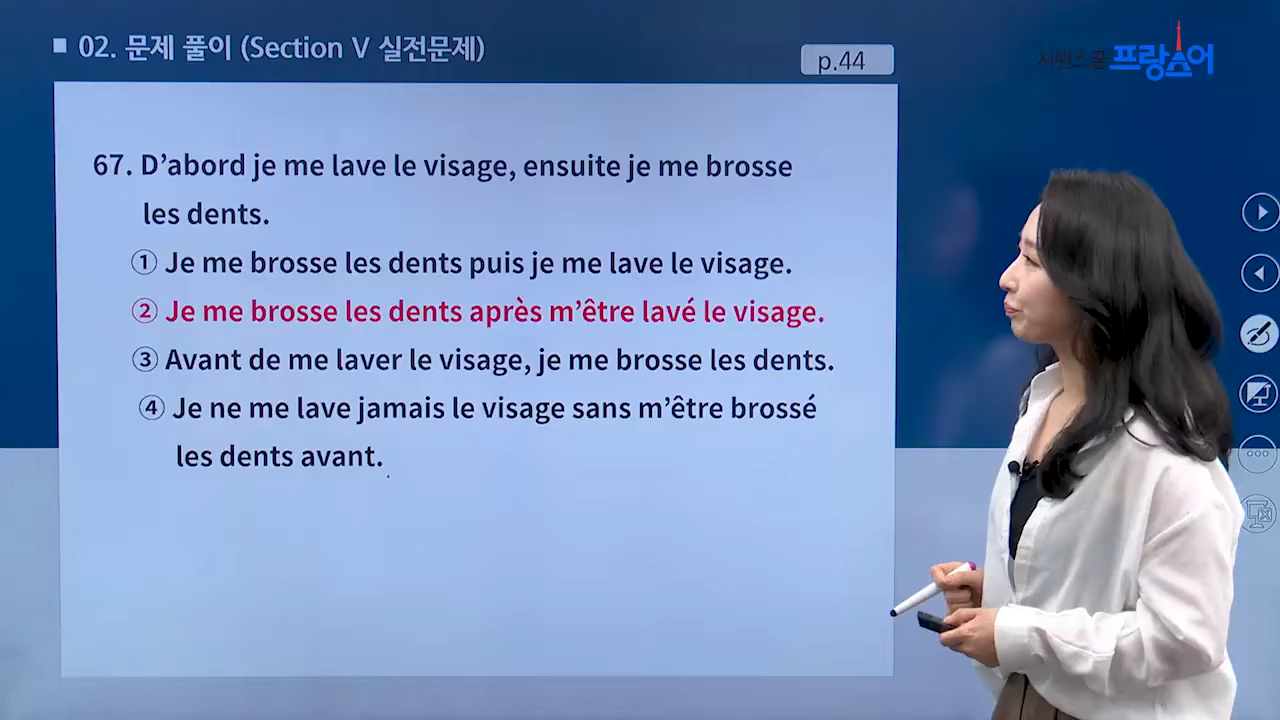 02. 문제 풀이 (Section V 실전문제)
p.44
시원스쿨 프랑스어
67. D’abord je me lave le visage, ensuite je me brosse
les dents.
① Je me brosse les dents puis je me lave le visage.
② Je me brosse les dents après m’être lavé le visage.
③ Avant de me laver le visage, je me brosse les dents.
④ Je ne me lave jamais le visage sans m’être brossé
les dents avant.